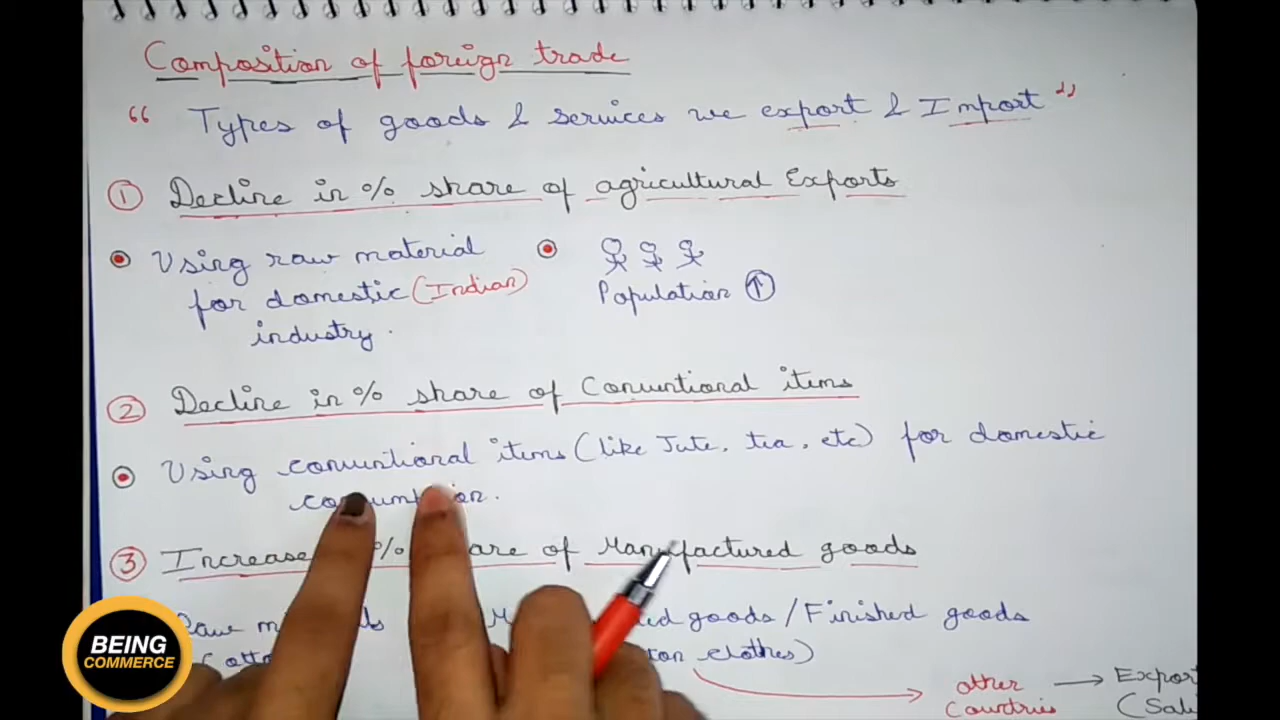 Composition of foreign trade
“ Types of goods & services we export & Import ”
① Decline in % share of agricultural Exports
Using raw material
for domestic (Indian)
industry.
Population ↑
② Decline in % share of Conventional items
Using conventional items (like Jute, tea, etc) for domestic
③ Increase % of Manufactured goods
Raw goods / Finished goods
clothes)
other
Countries
BEING
COMMERCE